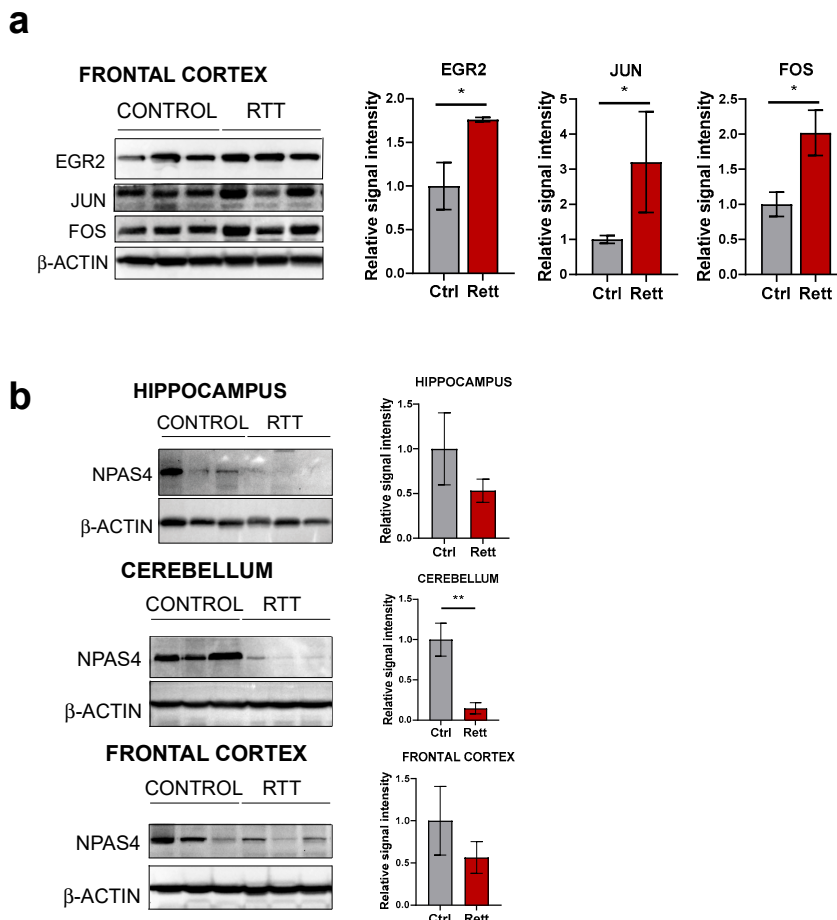 a
FRONTAL CORTEX
CONTROL RTT
EGR2
JUN
FOS
β-ACTIN
EGR2
Relative signal intensity
2.0
1.5
1.0
0.5
0.0
*
Ctrl Rett
JUN
Relative signal intensity
5
4
3
2
1
0
*
Ctrl Rett
FOS
Relative signal intensity
2.5
2.0
1.5
1.0
0.5
0.0
*
Ctrl Rett
b
HIPPOCAMPUS
CONTROL RTT
NPAS4
β-ACTIN
HIPPOCAMPUS
Relative signal intensity
1.5
1.0
0.5
0.0
Ctrl Rett
CEREBELLUM
CONTROL RTT
NPAS4
β-ACTIN
CEREBELLUM
Relative signal intensity
1.5
1.0
0.5
0.0
**
Ctrl Rett
FRONTAL CORTEX
CONTROL RTT
NPAS4
β-ACTIN
FRONTAL CORTEX
Relative signal intensity
1.5
1.0
0.5
0.0
Ctrl Rett